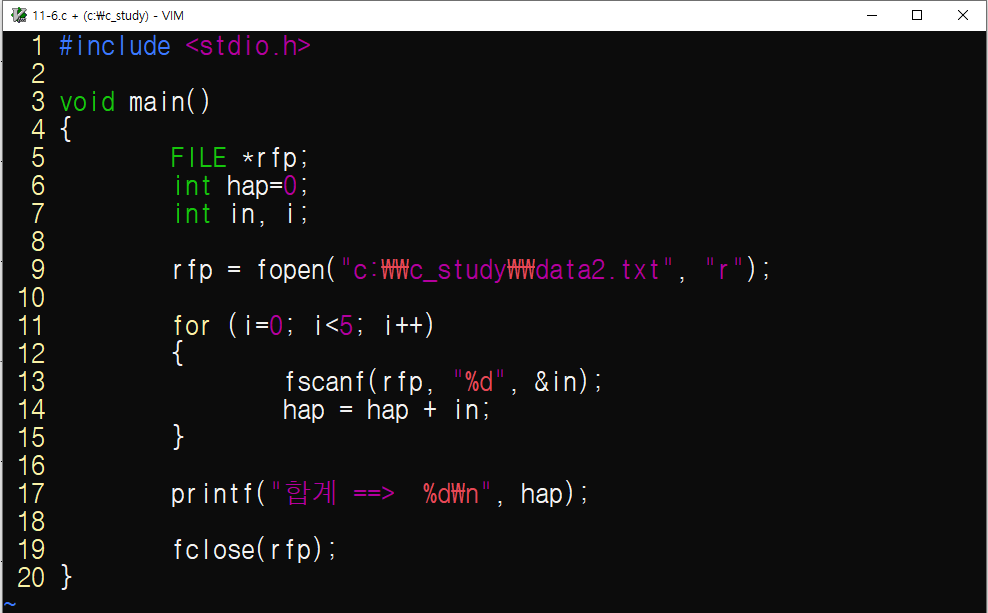 11-6.c + (c:₩c_study) - VIM
1 #include <stdio.h>
2
3 void main()
4 {
5 FILE *rfp;
6 int hap=0;
7 int in, i;
8
9 rfp = fopen("c:₩₩c_study₩₩data2.txt", "r");
10
11 for (i=0; i<5; i++)
12 {
13 fscanf(rfp, "%d", &in);
14 hap = hap + in;
15 }
16
17 printf("합계 ==>  %d₩n", hap);
18
19 fclose(rfp);
20 }
~